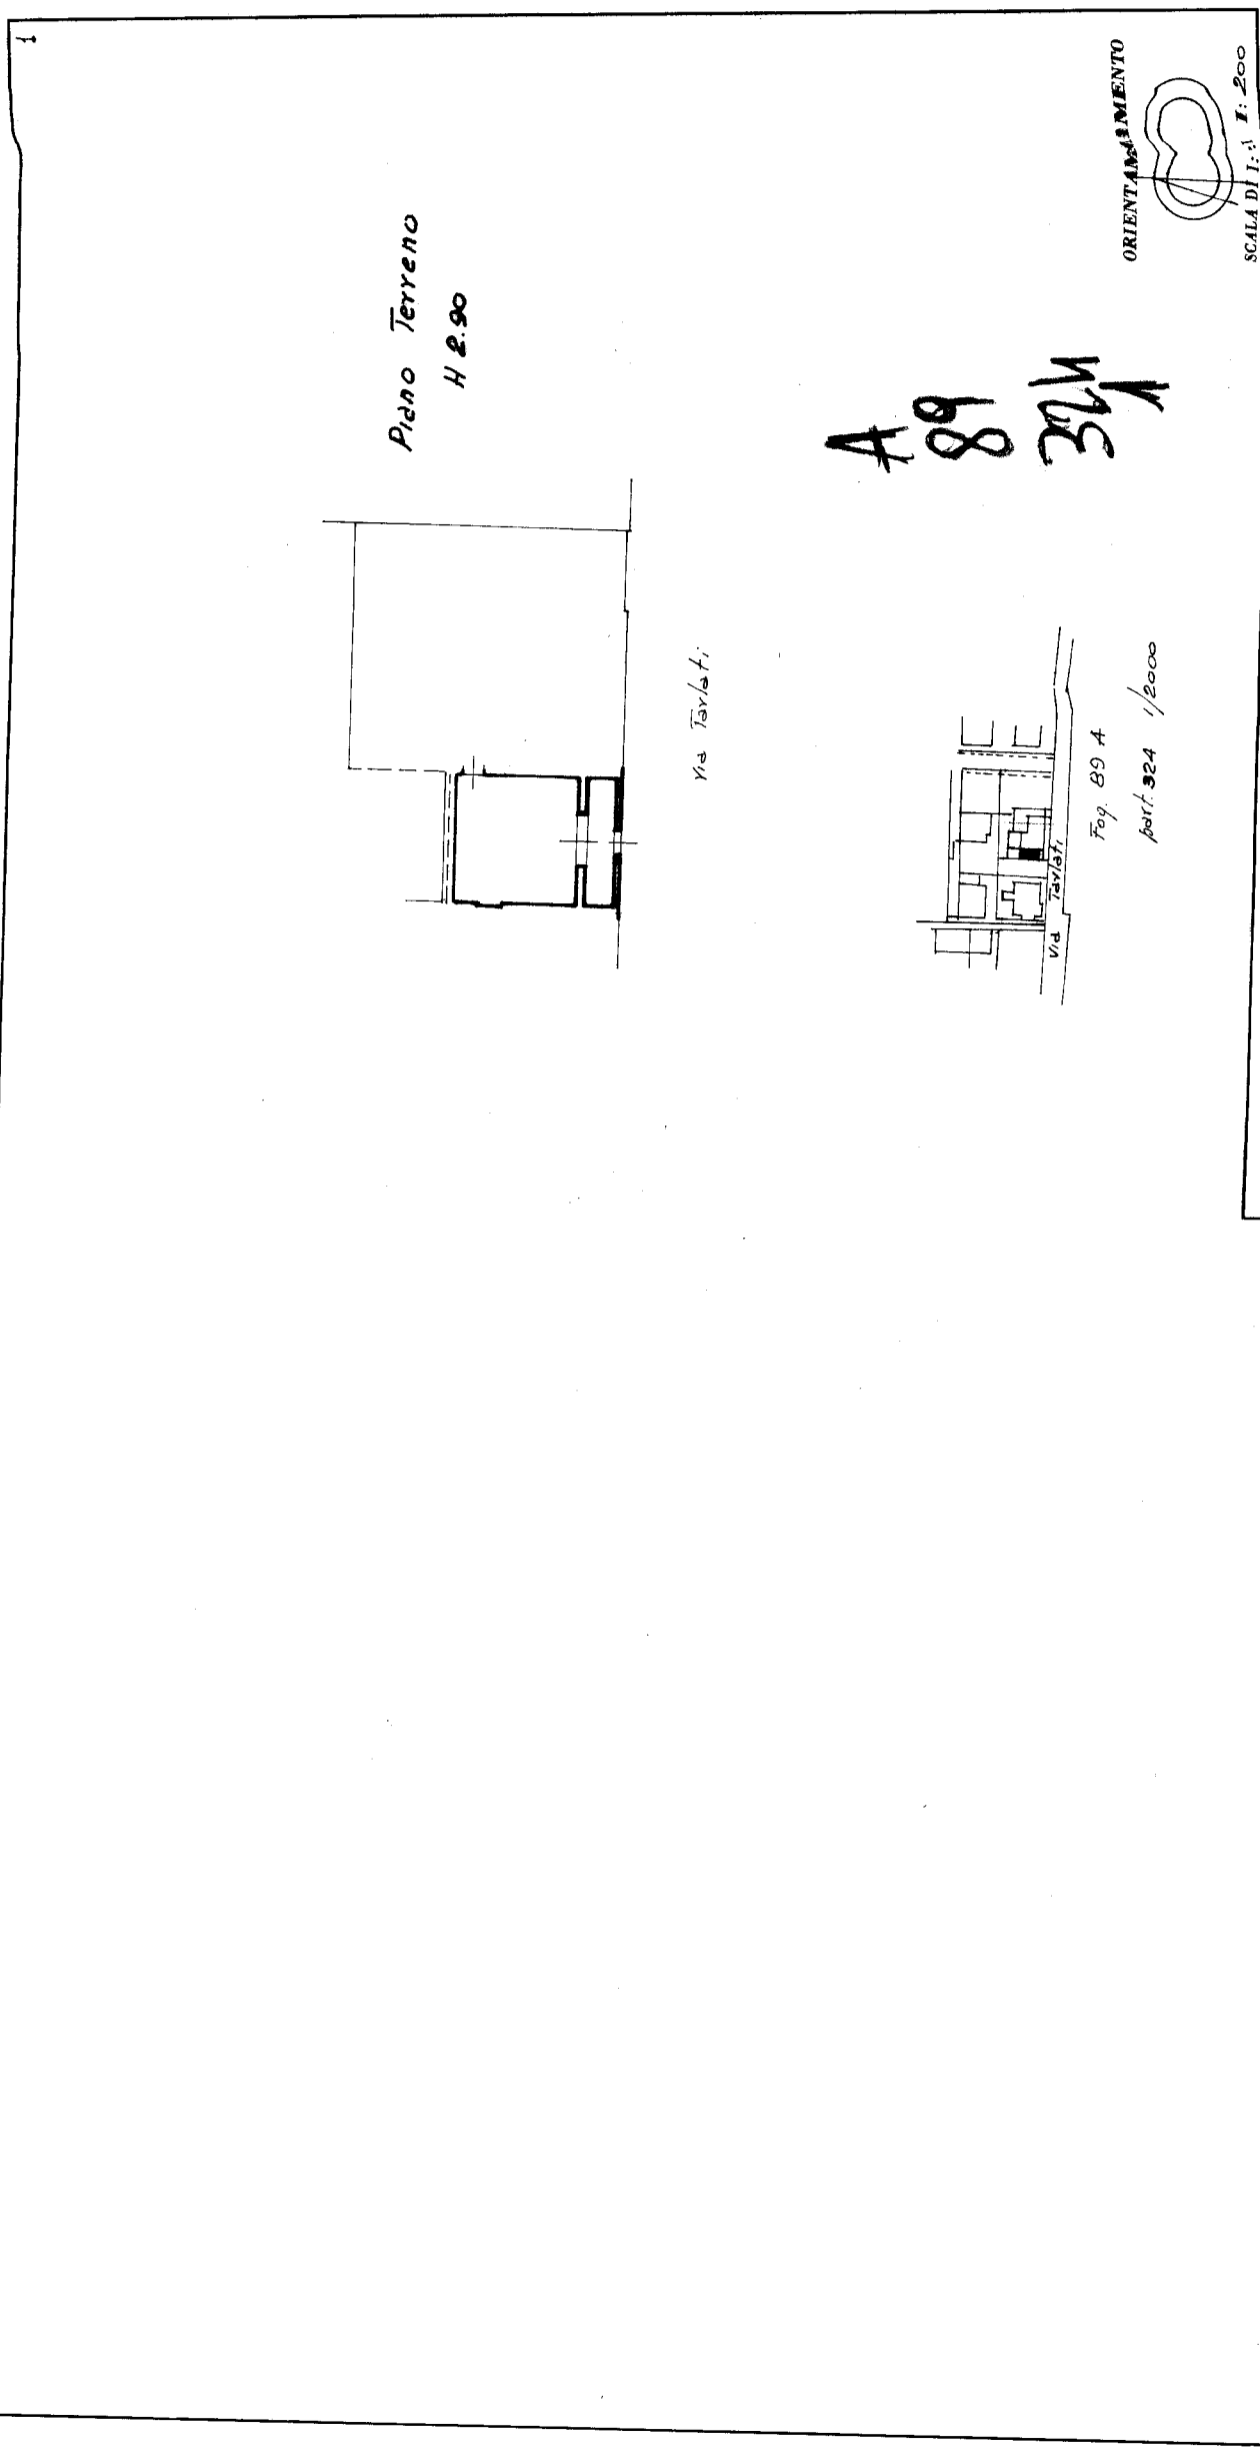 1
Piano Terreno
H 2.90
Via Tarlati
A
89
324
1
Via Tarlati
Fog. 89 A
part. 324 1/2000
ORIENTAMENTO
SCALA DI 1: 200